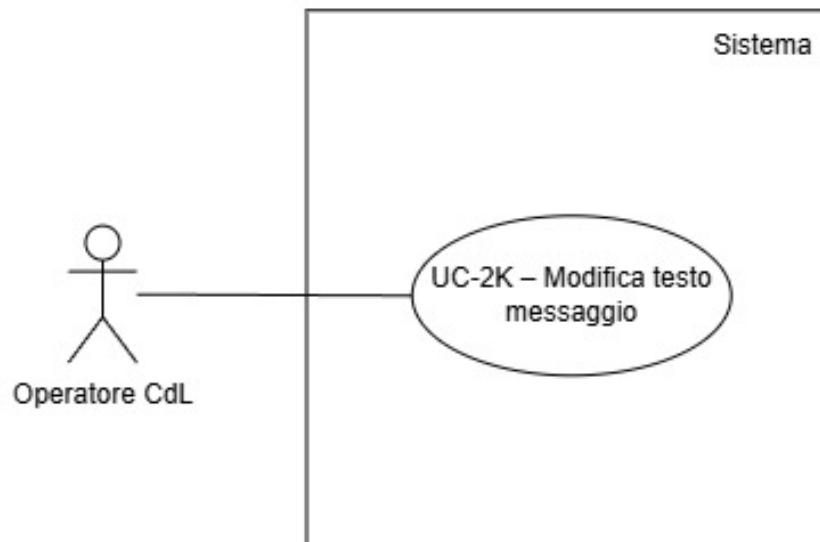 Sistema
UC-2K – Modifica testo
messaggio
Operatore CdL